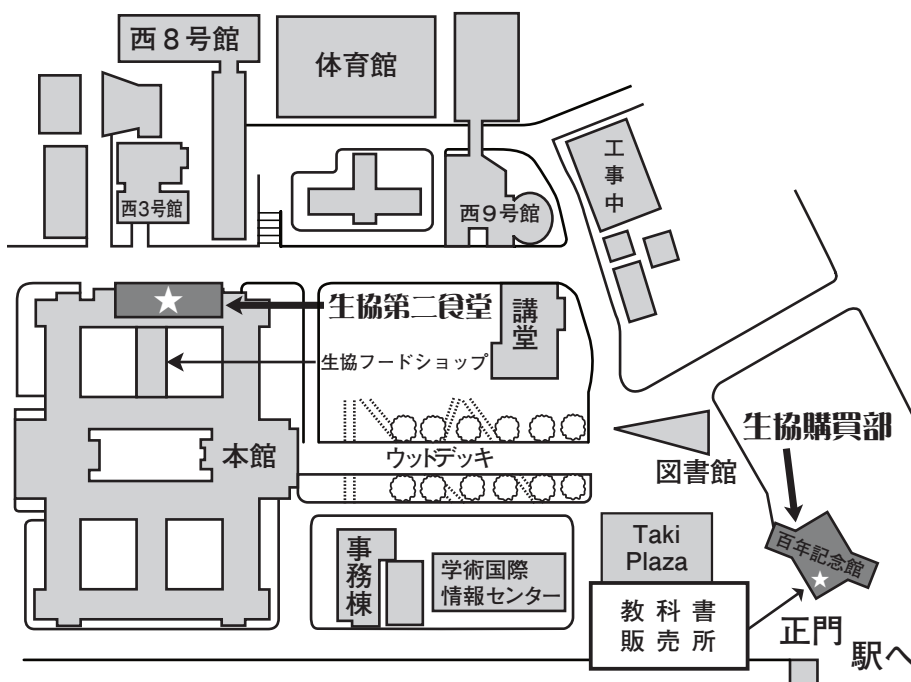 西８号館
体育館
工事中
西3号館
西９号館
生協第二食堂
講堂
生協フードショップ
生協購買部
本館
ウットデッキ
図書館
Taki
Plaza
百年記念館
事務棟
学術国際
情報センター
教科書
販売所
正門
駅へ